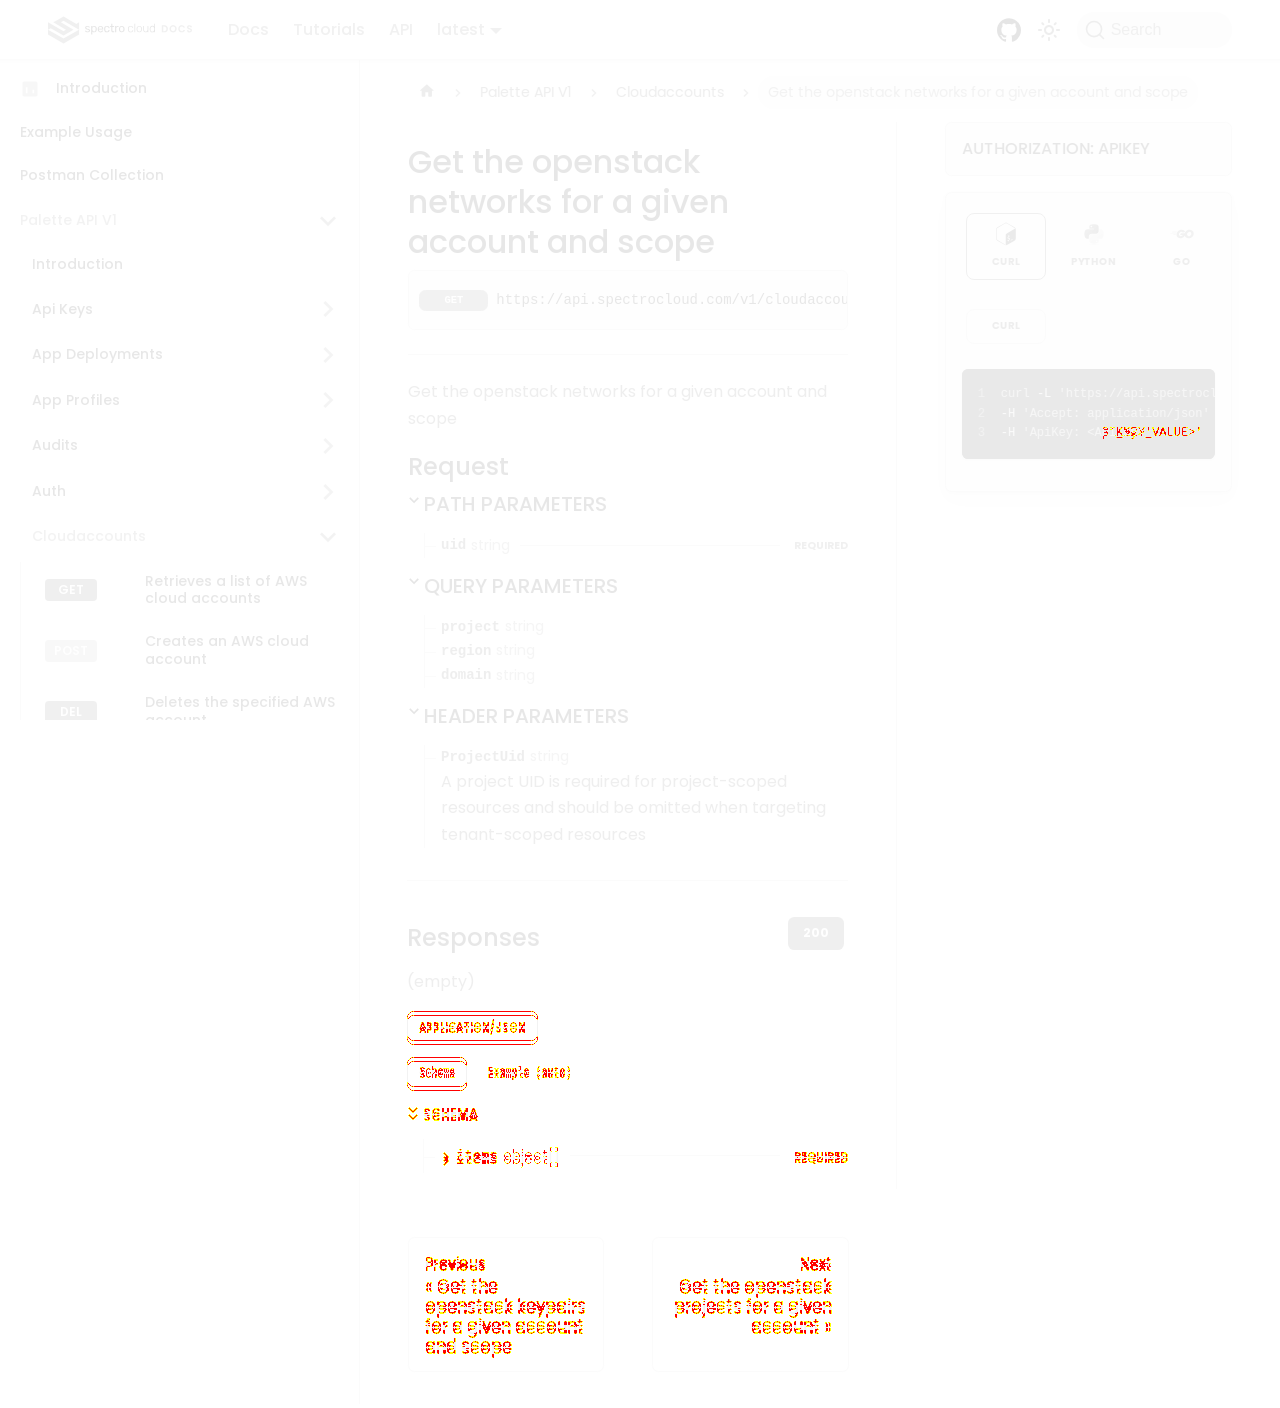 spectro cloud DOCS Docs Tutorials API latest Search
Introduction
Example Usage
Postman Collection
Palette API V1
Introduction
Api Keys
App Deployments
App Profiles
Audits
Auth
Cloudaccounts
GET Retrieves a list of AWS
cloud accounts
POST Creates an AWS cloud
account
DEL Deletes the specified AWS
account
Palette API V1 Cloudaccounts Get the openstack networks for a given account and scope
Get the openstack
networks for a given
account and scope
GET https://api.spectrocloud.com/v1/cloudaccou
Get the openstack networks for a given account and
scope
Request
PATH PARAMETERS
uid string REQUIRED
QUERY PARAMETERS
project string
region string
domain string
HEADER PARAMETERS
ProjectUid string
A project UID is required for project-scoped
resources and should be omitted when targeting
tenant-scoped resources
Responses 200
(empty)
APPLICATION/JSON
Schema Example (auto)
SCHEMA
items object[] REQUIRED
Previous
« Get the
openstack keypairs
for a given account
and scope
Next
Get the openstack
projects for a given
account »
AUTHORIZATION: APIKEY
CURL PYTHON GO GO
CURL
1 curl -L 'https://api.spectrocl
2 -H 'Accept: application/json'
3 -H 'ApiKey: VALUE>'